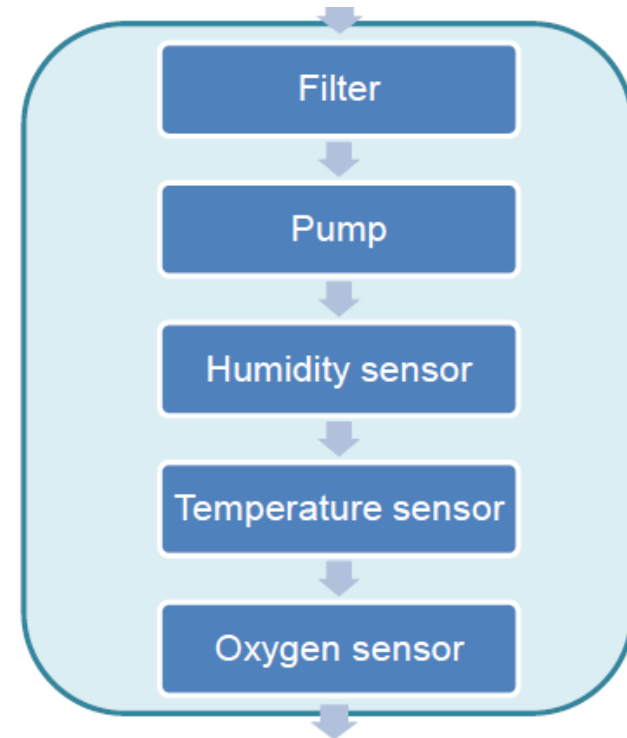 Filter
Pump
Humidity sensor
Temperature sensor
Oxygen sensor